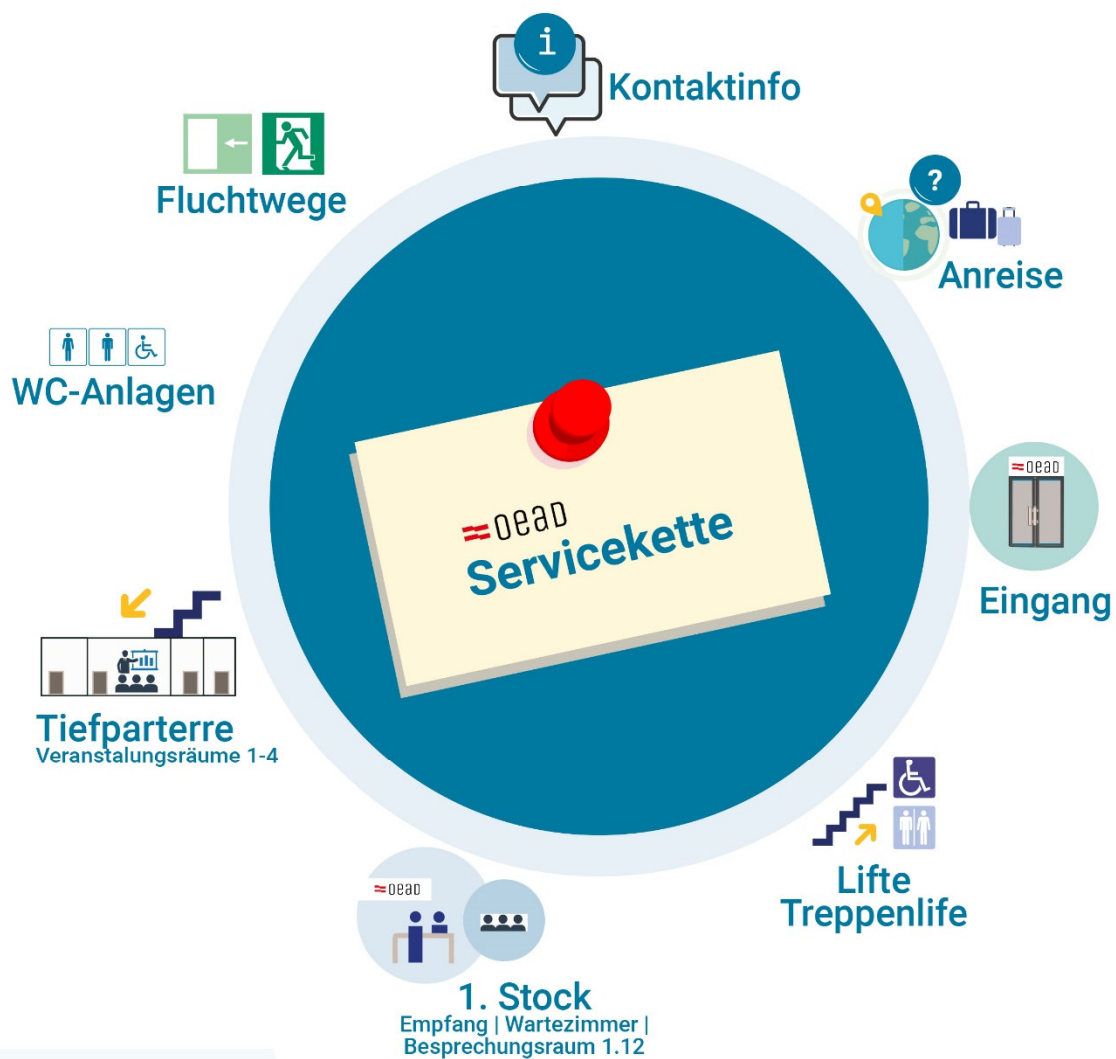 i
Kontaktinfo
?
Anreise
oead
Eingang
Lifte
Treppenlife
oead
1. Stock
Empfang | Wartezimmer |
Besprechungsraum 1.12
Tiefparterre
Veranstalungsräume 1-4
WC-Anlagen
Fluchtwege
oead
Servicekette